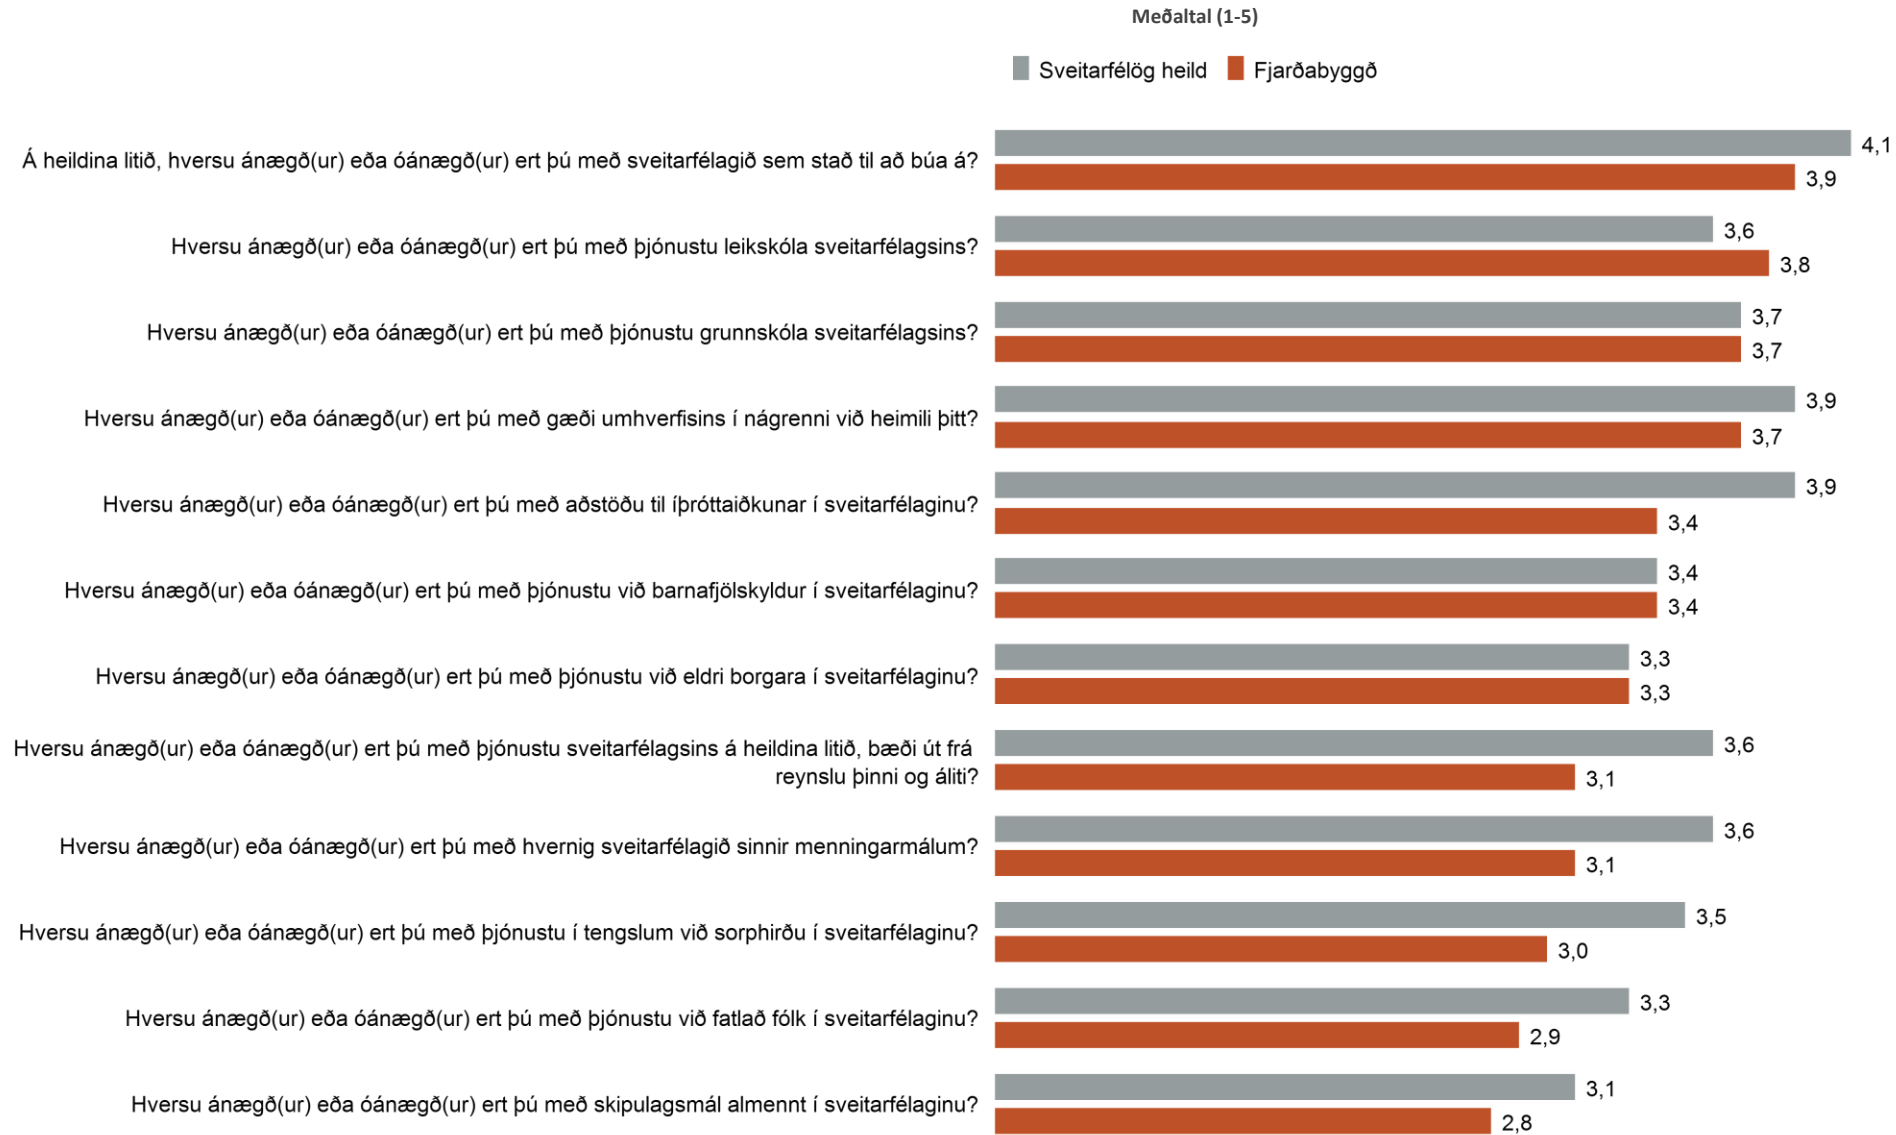 Meðaltal (1-5)
Sveitarfélög heild Fjarðabyggð
Á heildina litið, hversu ánægð(ur) eða óánægð(ur) ert þú með sveitarfélagið sem stað til að búa á?
4,1
3,9
Hversu ánægð(ur) eða óánægð(ur) ert þú með þjónustu leikskóla sveitarfélagsins?
3,6
3,8
Hversu ánægð(ur) eða óánægð(ur) ert þú með þjónustu grunnskóla sveitarfélagsins?
3,7
3,7
Hversu ánægð(ur) eða óánægð(ur) ert þú með gæði umhverfisins í nágrenni við heimili þitt?
3,9
3,7
Hversu ánægð(ur) eða óánægð(ur) ert þú með aðstöðu til íþróttaiðkunar í sveitarfélaginu?
3,9
3,4
Hversu ánægð(ur) eða óánægð(ur) ert þú með þjónustu við barnafjölskyldur í sveitarfélaginu?
3,4
3,4
Hversu ánægð(ur) eða óánægð(ur) ert þú með þjónustu við eldri borgara í sveitarfélaginu?
3,3
3,3
Hversu ánægð(ur) eða óánægð(ur) ert þú með þjónustu sveitarfélagsins á heildina litið, bæði út frá
reynslu þinni og áliti?
3,6
3,1
Hversu ánægð(ur) eða óánægð(ur) ert þú með hvernig sveitarfélagið sinnir menningarmálum?
3,6
3,1
Hversu ánægð(ur) eða óánægð(ur) ert þú með þjónustu í tengslum við sorphirðu í sveitarfélaginu?
3,5
3,0
Hversu ánægð(ur) eða óánægð(ur) ert þú með þjónustu við fatlað fólk í sveitarfélaginu?
3,3
2,9
Hversu ánægð(ur) eða óánægð(ur) ert þú með skipulagsmál almennt í sveitarfélaginu?
3,1
2,8